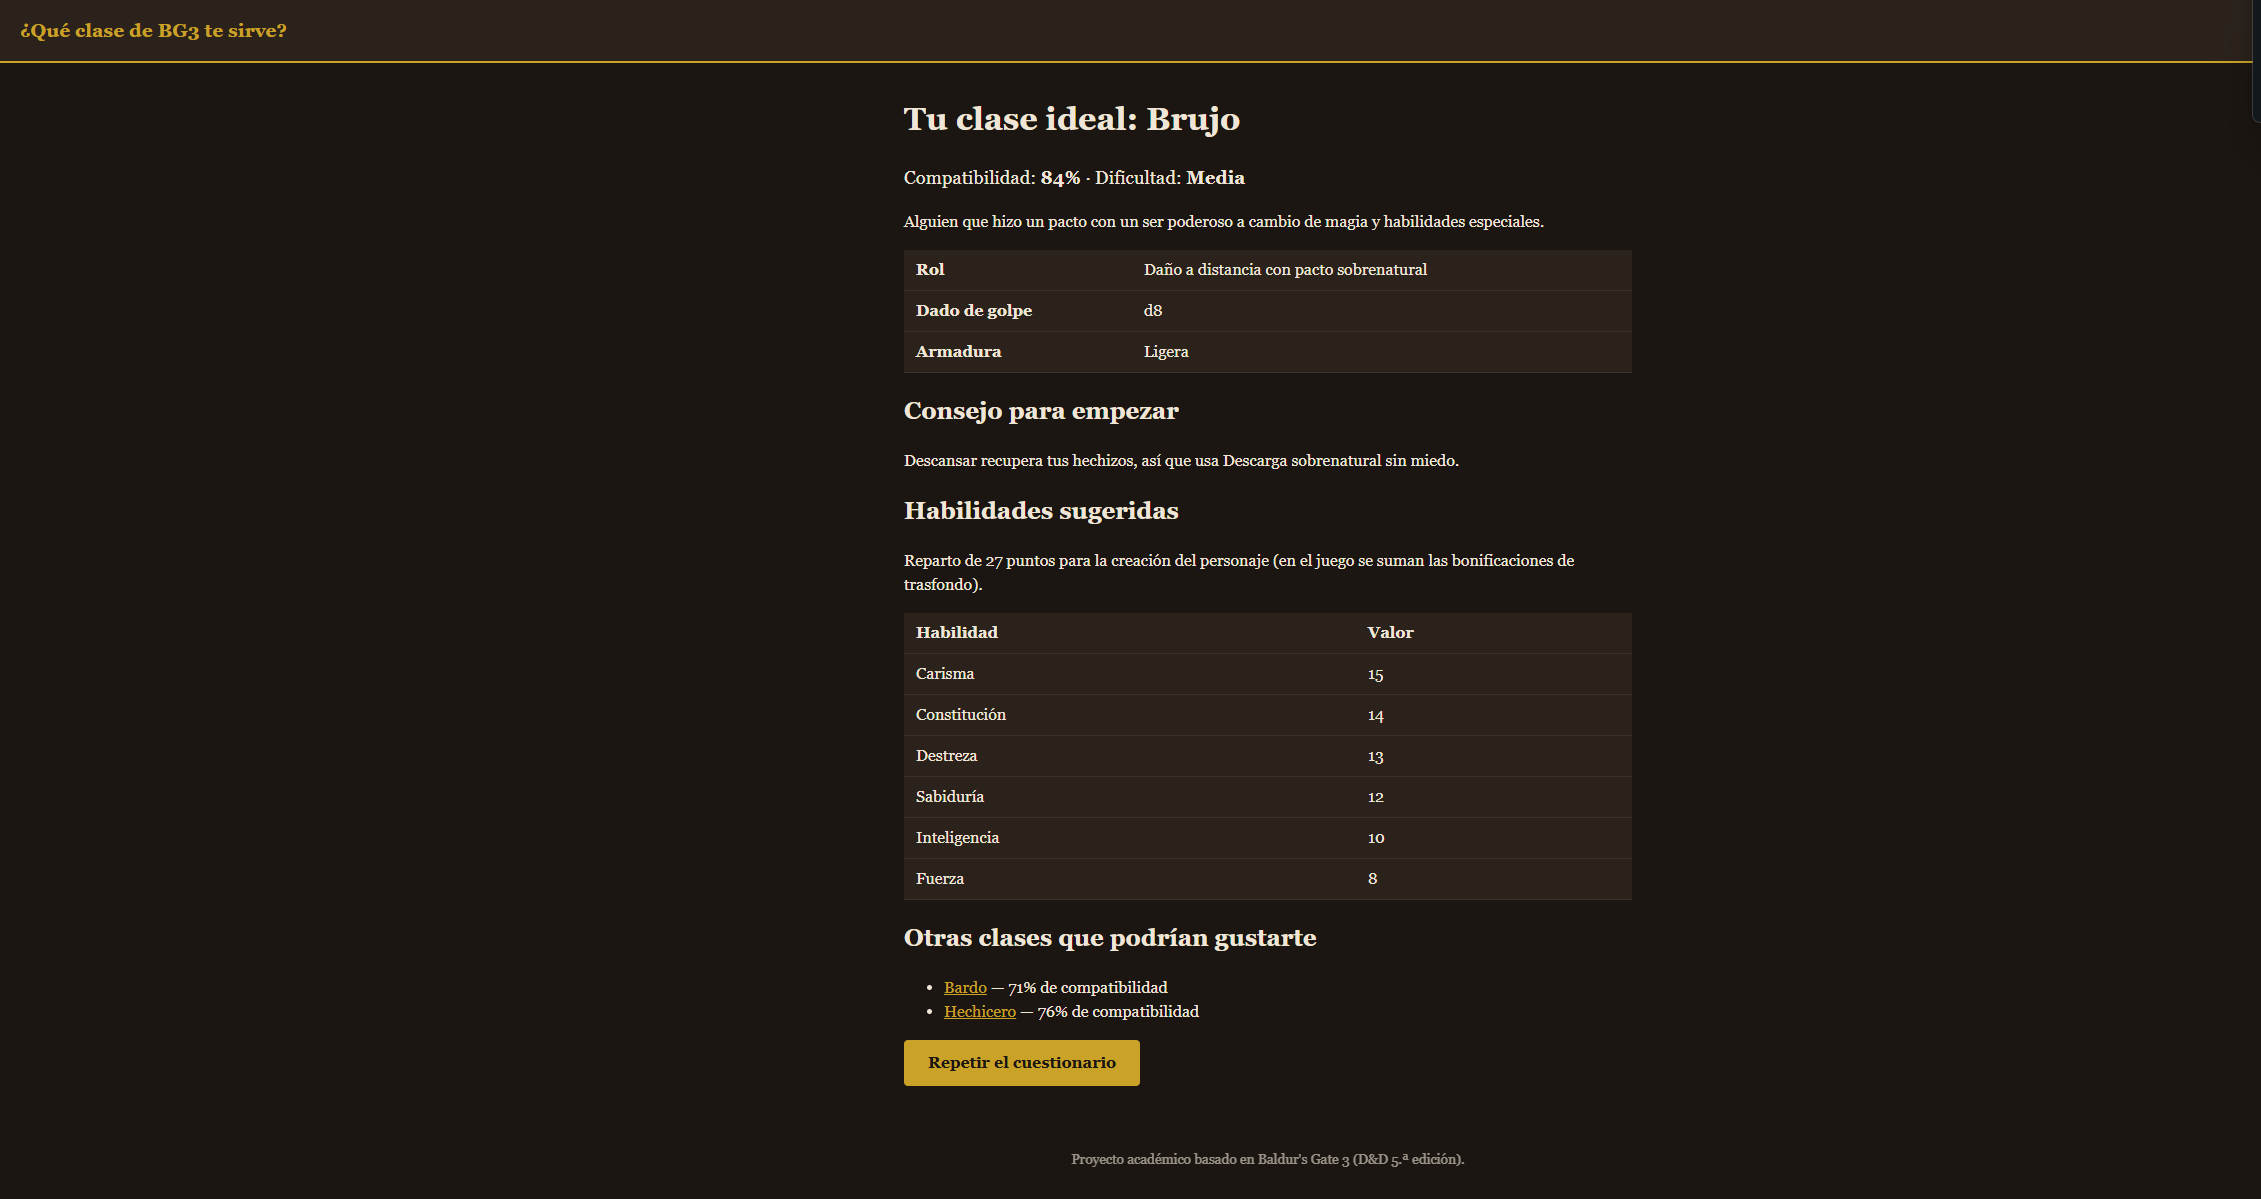 ¿Qué clase de BG3 te sirve?
Tu clase ideal: Brujo
Compatibilidad: 84% · Dificultad: Media
Alguien que hizo un pacto con un ser poderoso a cambio de magia y habilidades especiales.
Rol Daño a distancia con pacto sobrenatural
Dado de golpe d8
Armadura Ligera
Consejo para empezar
Descansar recupera tus hechizos, así que usa Descarga sobrenatural sin miedo.
Habilidades sugeridas
Reparto de 27 puntos para la creación del personaje (en el juego se suman las bonificaciones de
trasfondo).
Habilidad Valor
Carisma 15
Constitución 14
Destreza 13
Sabiduría 12
Inteligencia 10
Fuerza 8
Otras clases que podrían gustarte
• Bardo — 71% de compatibilidad
• Hechicero — 76% de compatibilidad
Repetir el cuestionario
Proyecto académico basado en Baldur's Gate 3 (D&D 5.ª edición).